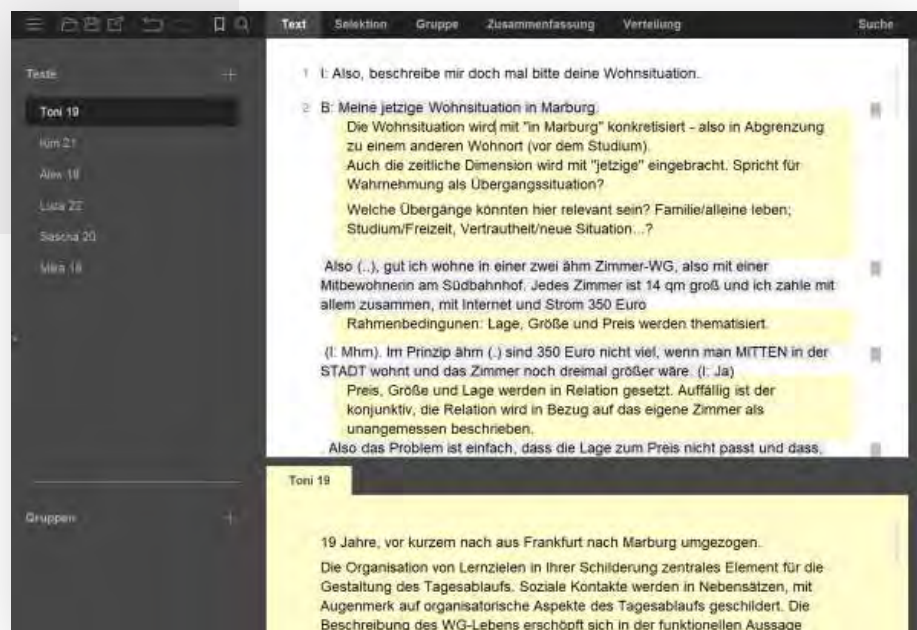 Text Selektion Gruppe Zusammenfassung Verteilung Suche
Texte
Toni 19
Kim 21
Alex 18
Luca 22
Sascha 20
Mika 18
Gruppen
1 I: Also, beschreibe mir doch mal bitte deine Wohnsituation.
2 B: Meine jetzige Wohnsituation in Marburg.
Die Wohnsituation wird mit "in Marburg" konkretisiert - also in Abgrenzung
zu einem anderen Wohnort (vor dem Studium).
Auch die zeitliche Dimension wird mit "jetzige" eingebracht. Spricht für
Wahrnehmung als Übergangssituation?
Welche Übergänge könnten hier relevant sein? Familie/alleine leben;
Studium/Freizeit, Vertrautheit/neue Situation...?
Also (..), gut ich wohne in einer zwei ähm Zimmer-WG, also mit einer
Mitbewohnerin am Südbahnhof. Jedes Zimmer ist 14 qm groß und ich zahle mit
allem zusammen, mit Internet und Strom 350 Euro
Rahmenbedingunen: Lage, Größe und Preis werden thematisiert.
(I: Mhm). Im Prinzip ähm (.) sind 350 Euro nicht viel, wenn man MITTEN in der
STADT wohnt und das Zimmer noch dreimal größer wäre. (I: Ja)
Preis, Größe und Lage werden in Relation gesetzt. Auffällig ist der
konjunktiv, die Relation wird in Bezug auf das eigene Zimmer als
unangemessen beschrieben.
Also das Problem ist einfach, dass die Lage zum Preis nicht passt und dass,
Toni 19
19 Jahre, vor kurzem nach aus Frankfurt nach Marburg umgezogen.
Die Organisation von Lernzielen in Ihrer Schilderung zentrales Element für die
Gestaltung des Tagesablaufs. Soziale Kontakte werden in Nebensätzen, mit
Augenmerk auf organisatorische Aspekte des Tagesablaufs geschildert. Die
Beschreibung des WG-Lebens erschöpft sich in der funktionellen Aussage